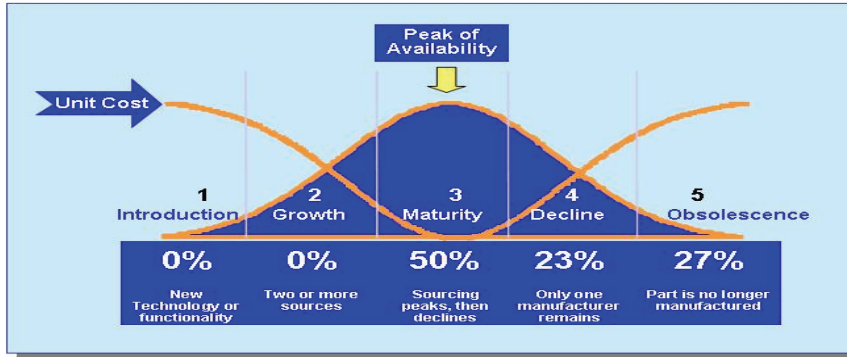 Peak of
Availability
Unit Cost
1
Introduction
2
Growth
3
Maturity
4
Decline
5
Obsolescence
0%
0%
50%
23%
27%
New
Technology or
functionality
Two or more
sources
Sourcing
peaks, then
declines
Only one
manufacturer
remains
Part is no longer
manufactured